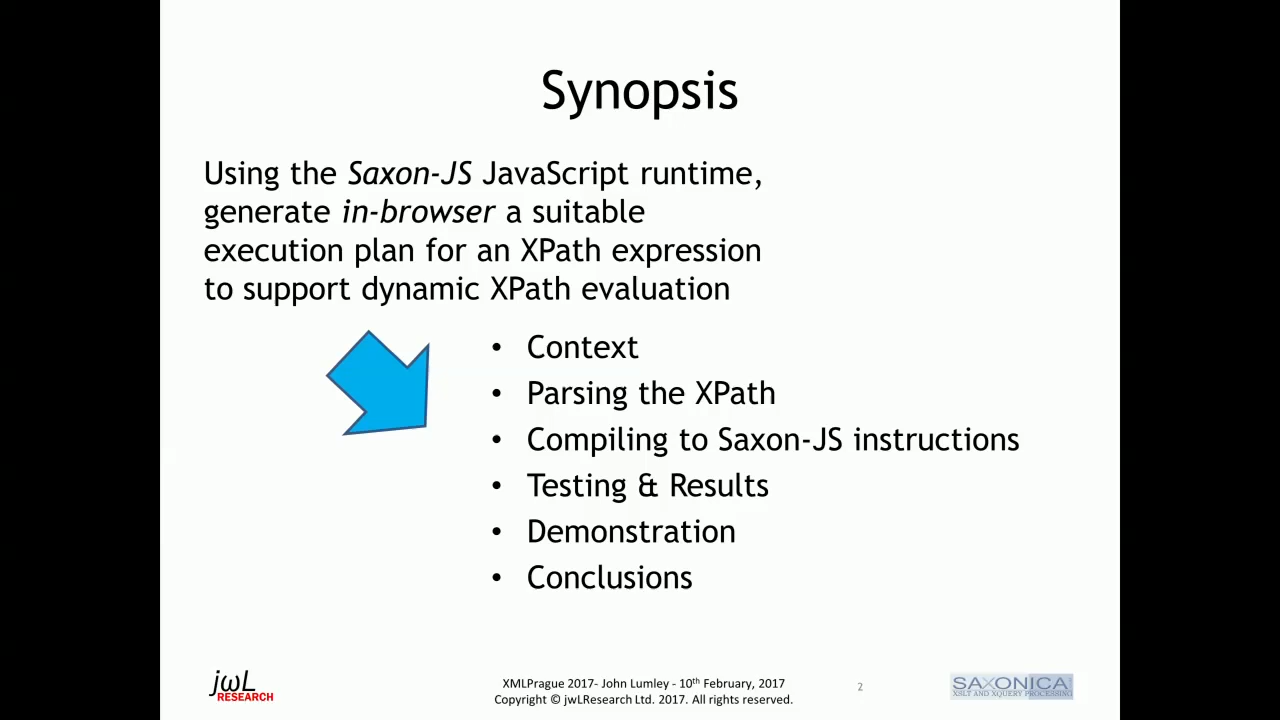 Synopsis
Using the Saxon-JS JavaScript runtime,
generate in-browser a suitable
execution plan for an XPath expression
to support dynamic XPath evaluation
• Context
• Parsing the XPath
• Compiling to Saxon-JS instructions
• Testing & Results
• Demonstration
• Conclusions
jωL
RESEARCH
XMLPrague 2017- John Lumley - 10th February, 2017
Copyright © jwLResearch Ltd. 2017. All rights reserved.
2
SAXONICA
XSLT AND XQUERY PROCESSING